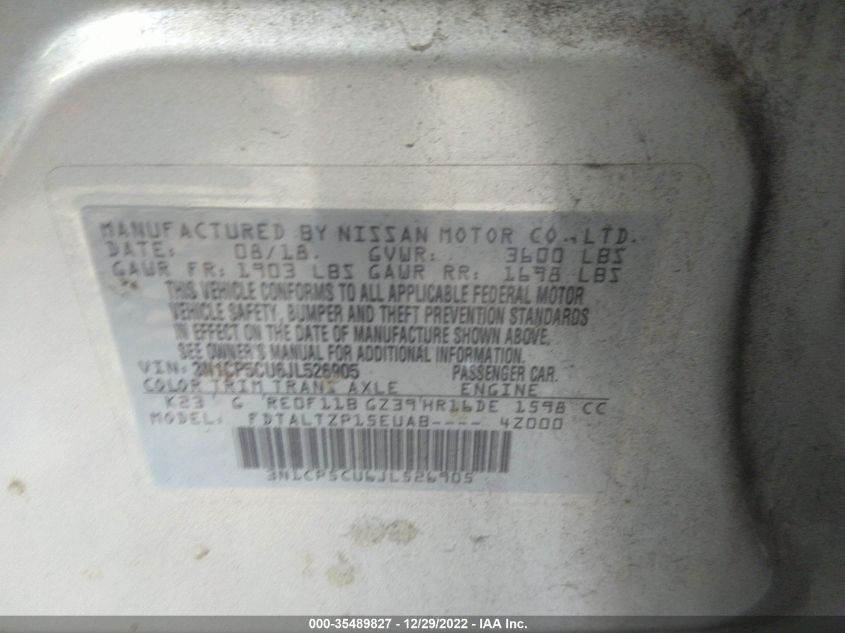 MANUFACTURED BY NISSAN MOTOR CO., LTD.
DATE: 08/18. GVWR: 3600 LBS
GAWR FR: 1903 LBS GAWR RR: 1698 LBS
THIS VEHICLE CONFORMS TO ALL APPLICABLE FEDERAL MOTOR
VEHICLE SAFETY, BUMPER AND THEFT PREVENTION STANDARDS
IN EFFECT ON THE DATE OF MANUFACTURE SHOWN ABOVE.
SEE OWNER'S MANUAL FOR ADDITIONAL INFORMATION.
VIN: 3N1CP5CU6JL526905 PASSENGER CAR.
COLOR TRIM TRANS AXLE ENGINE
K23 G RE0F11B GZ39 HR16DE 1598 CC
MODEL: FDTALTZP15EUAB---- 4Z000
3N1CP5CU6JL526905
000-35489827 - 12/29/2022 - IAA Inc.